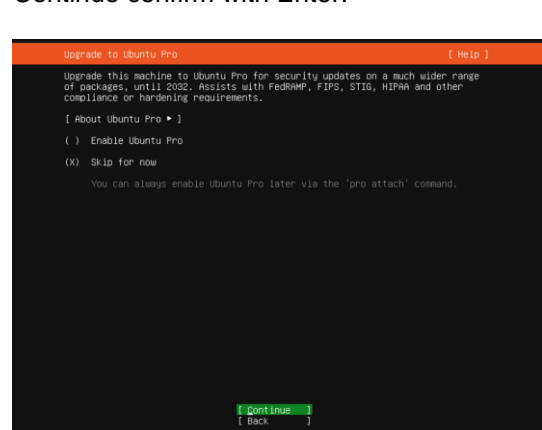 Continue confirm with Enter.
Upgrade to Ubuntu Pro [ Help ]
Upgrade this machine to Ubuntu Pro for security updates on a much wider range
of packages, until 2032. Assists with FedRAMP, FIPS, STIG, HIPAA and other
compliance or hardening requirements.
[ About Ubuntu Pro ▸ ]
( ) Enable Ubuntu Pro
(X) Skip for now
You can always enable Ubuntu Pro later via the 'pro attach' command.
[ Continue ]
[ Back ]